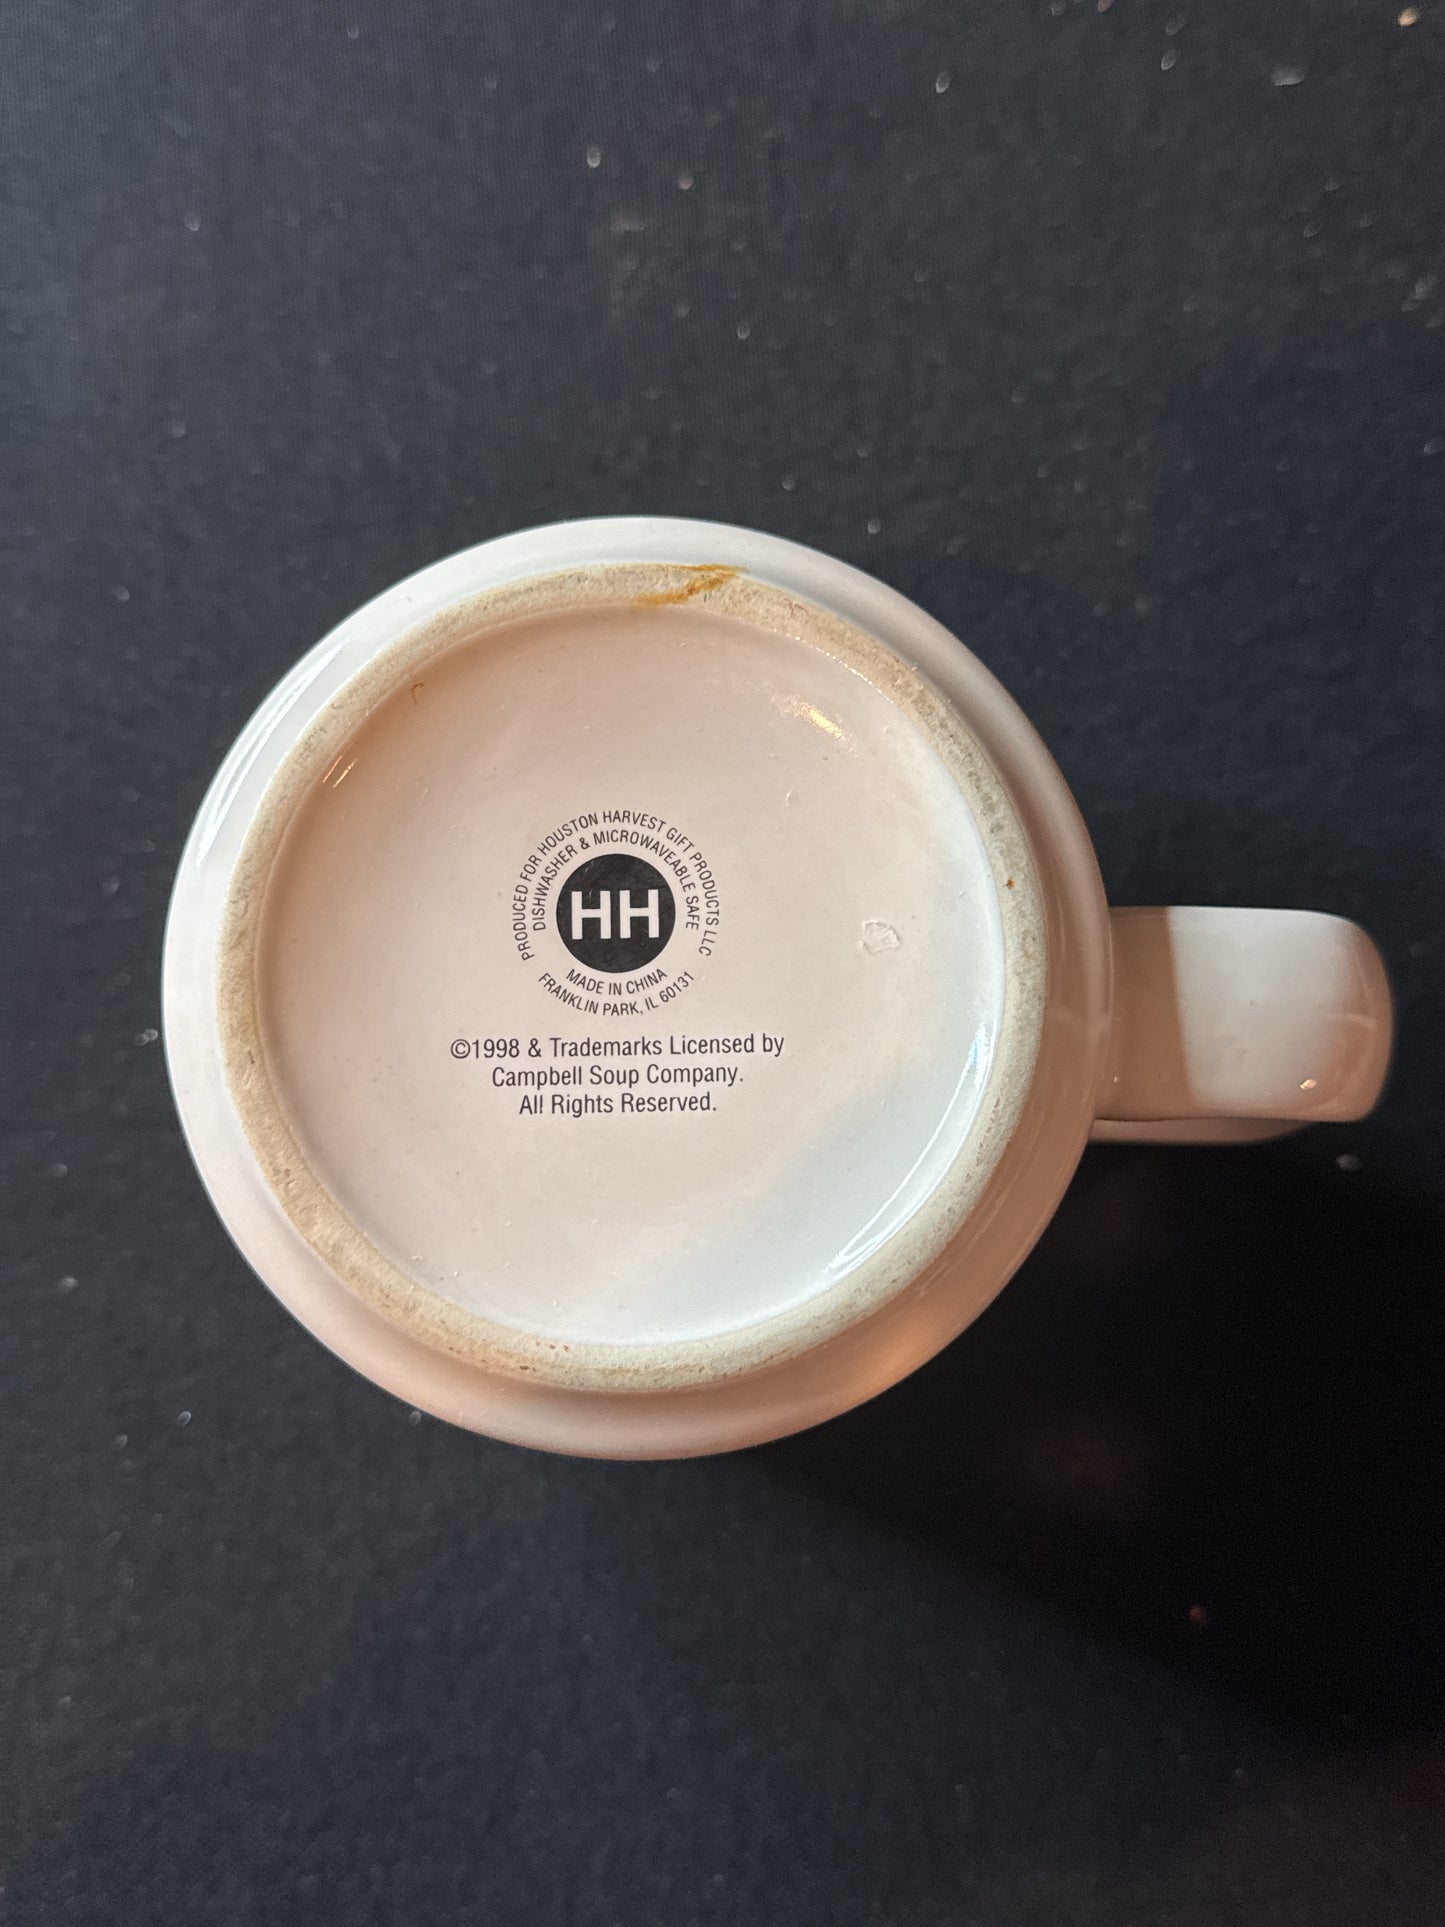 PRODUCED FOR HOUSTON HARVEST GIFT PRODUCTS LLC
DISHWASHER & MICROWAVEABLE SAFE
HH
MADE IN CHINA
FRANKLIN PARK, IL 60131
©1998 & Trademarks Licensed by
Campbell Soup Company.
All Rights Reserved.